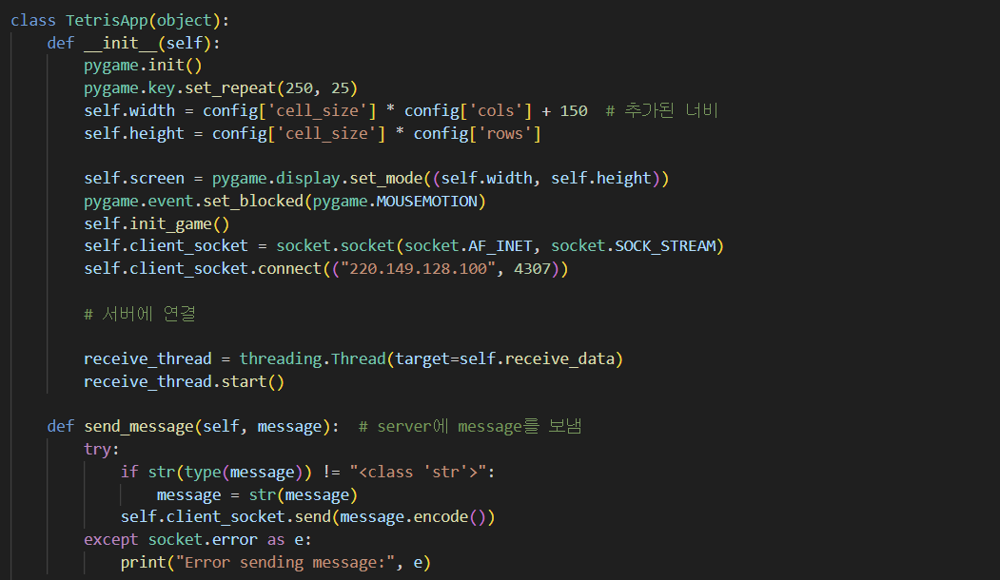 class TetrisApp(object):
    def __init__(self):
        pygame.init()
        pygame.key.set_repeat(250, 25)
        self.width = config['cell_size'] * config['cols'] + 150  # 추가된 너비
        self.height = config['cell_size'] * config['rows']

        self.screen = pygame.display.set_mode((self.width, self.height))
        pygame.event.set_blocked(pygame.MOUSEMOTION)
        self.init_game()
        self.client_socket = socket.socket(socket.AF_INET, socket.SOCK_STREAM)
        self.client_socket.connect(("220.149.128.100", 4307))

        # 서버에 연결

        receive_thread = threading.Thread(target=self.receive_data)
        receive_thread.start()

    def send_message(self, message):  # server에 message를 보냄
        try:
            if str(type(message)) != "<class 'str'>":
                message = str(message)
            self.client_socket.send(message.encode())
        except socket.error as e:
            print("Error sending message:", e)